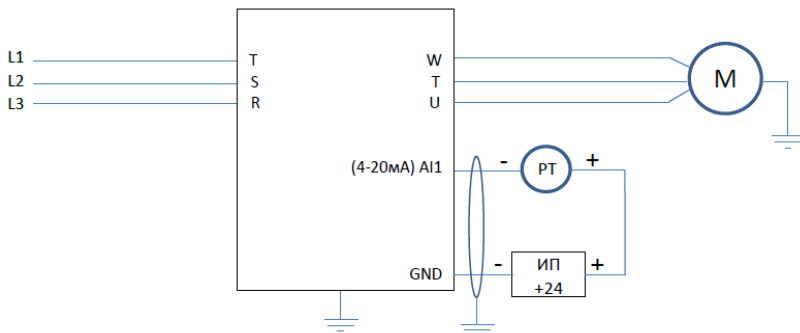 L1
L2
L3
T
S
R
W
T
U
M
(4-20мА) AI1
- PT +
GND
- ИП +
+24